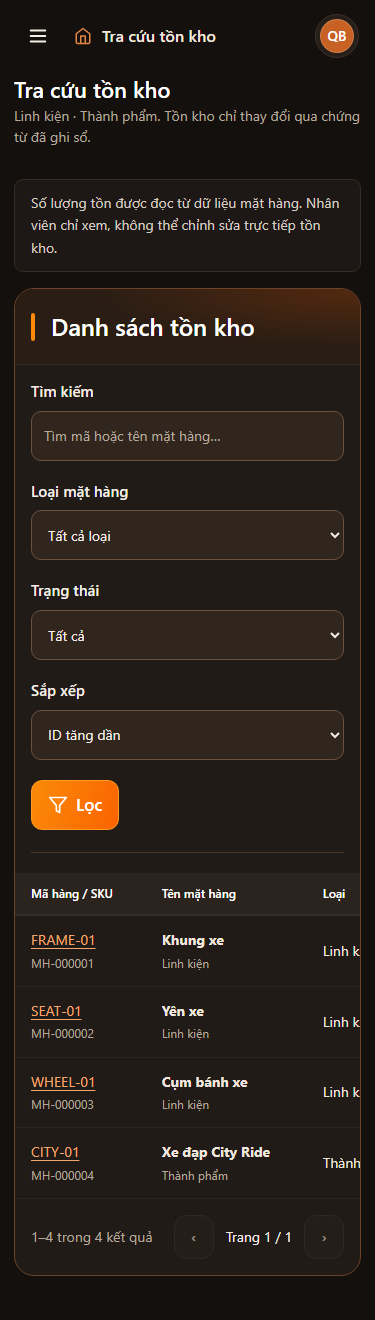 Tra cứu tồn kho
QB
Tra cứu tồn kho
Linh kiện · Thành phẩm. Tồn kho chỉ thay đổi qua chứng
từ đã ghi sổ.
Số lượng tồn được đọc từ dữ liệu mặt hàng. Nhân
viên chỉ xem, không thể chỉnh sửa trực tiếp tồn
kho.
Danh sách tồn kho
Tìm kiếm
Tìm mã hoặc tên mặt hàng...
Loại mặt hàng
Tất cả loại
Trạng thái
Tất cả
Sắp xếp
ID tăng dần
Lọc
Mã hàng / SKU Tên mặt hàng Loại
FRAME-01 Khung xe Linh k
MH-000001 Linh kiện
SEAT-01 Yên xe Linh k
MH-000002 Linh kiện
WHEEL-01 Cụm bánh xe Linh k
MH-000003 Linh kiện
CITY-01 Xe đạp City Ride Thành
MH-000004 Thành phẩm
1–4 trong 4 kết quả ‹ Trang 1 / 1 ›